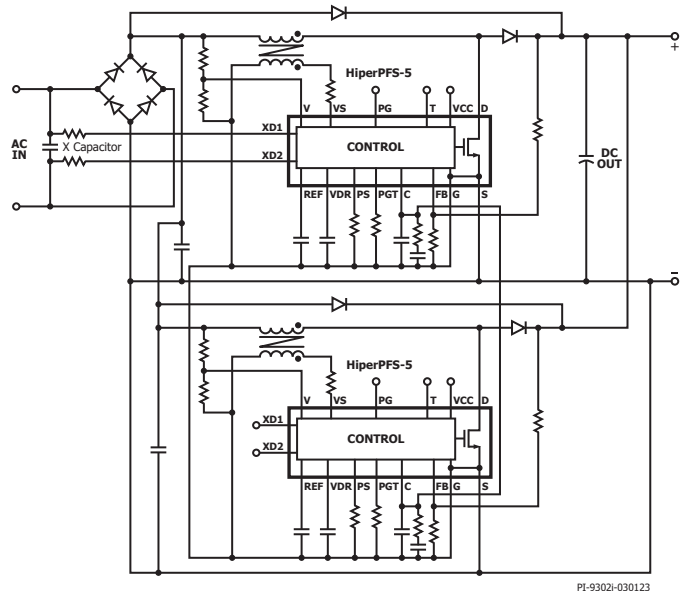 +
HiperPFS-5
V VS PG T VCC D
XD1
AC
IN
X Capacitor
CONTROL
DC
OUT
XD2
REF VDR PS PGT C FB G S
–
HiperPFS-5
V VS PG T VCC D
XD1
XD2
CONTROL
REF VDR PS PGT C FB G S
PI-9302i-030123